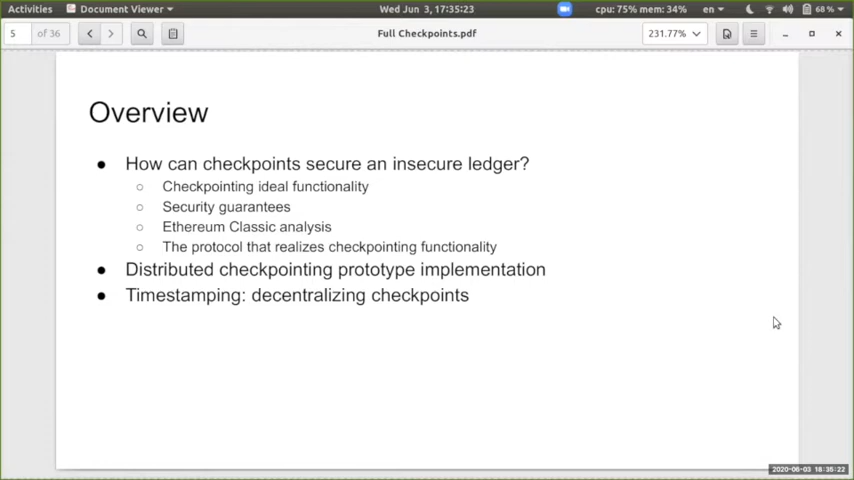 Activities Document Viewer Wed Jun 3, 17:35:23 cpu: 75% mem: 34% en 68 %
5 of 36 Full Checkpoints.pdf 231.77%
Overview
● How can checkpoints secure an insecure ledger?
○ Checkpointing ideal functionality
○ Security guarantees
○ Ethereum Classic analysis
○ The protocol that realizes checkpointing functionality
● Distributed checkpointing prototype implementation
● Timestamping: decentralizing checkpoints
2020-06-03 18:35:22